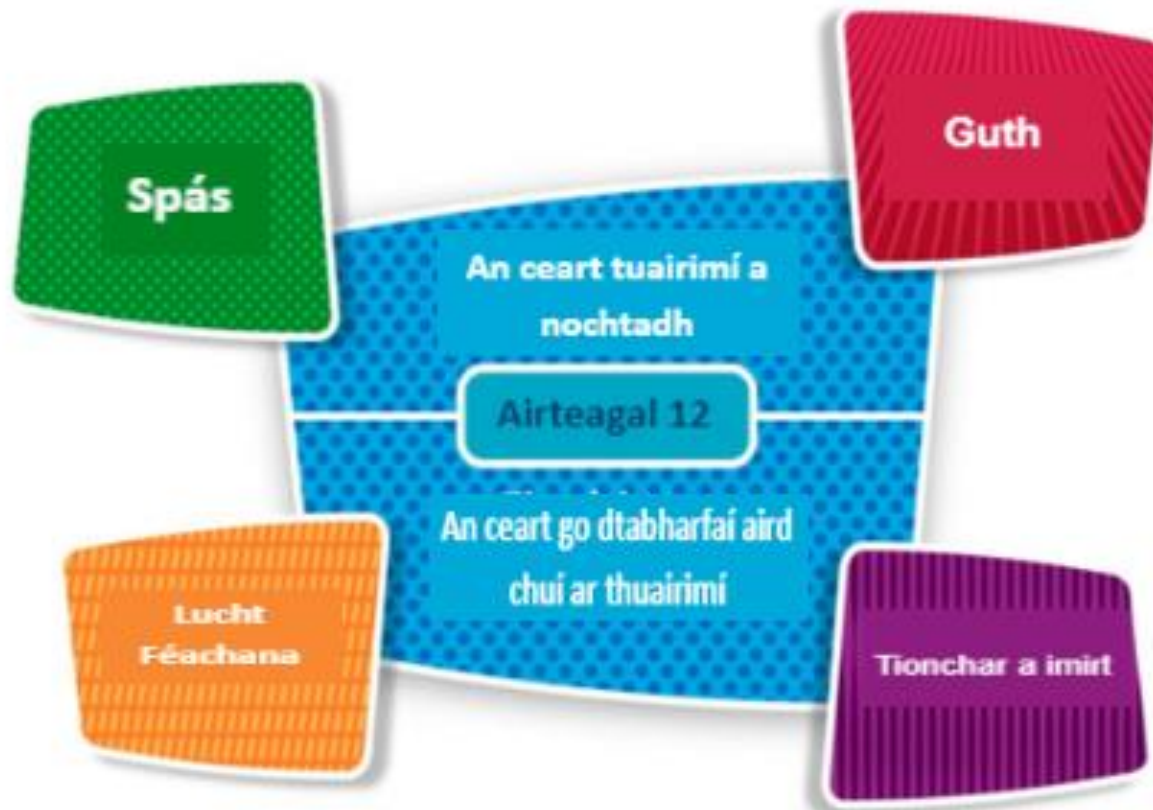 Spás
Guth
An ceart tuairimí a
nochtadh
Airteagal 12
An ceart go dtabharfaí aird
chuí ar thuairimí
Lucht
Féachana
Tionchar a imirt